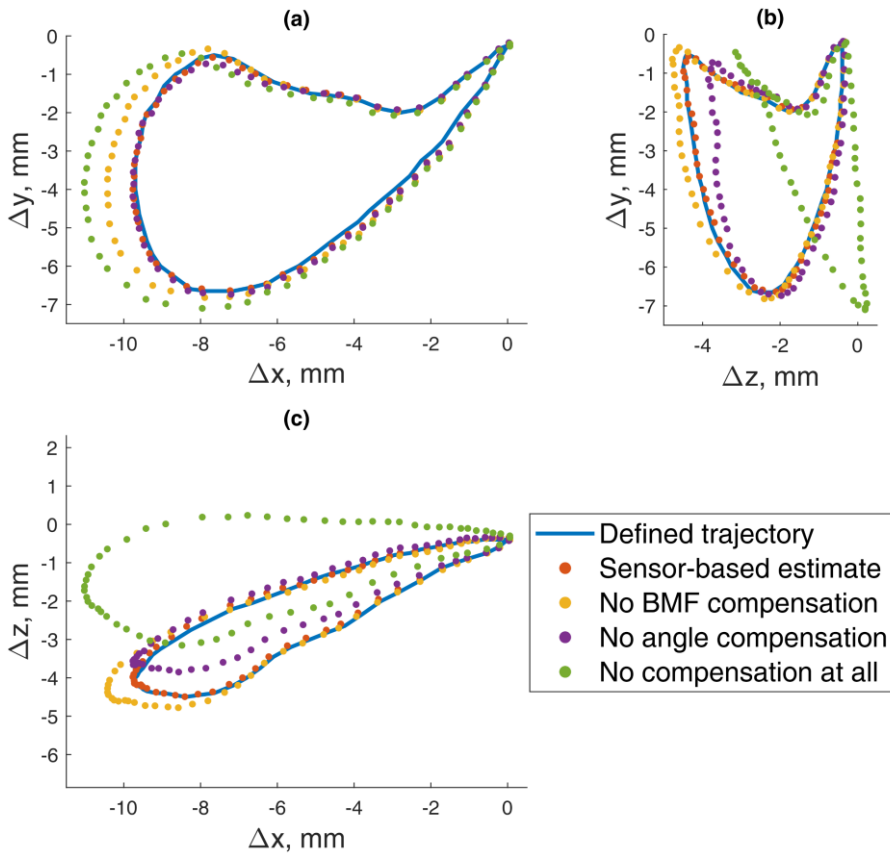 (a)
0
-1
-2
-3
-4
-5
-6
-7
Δy, mm
-10 -8 -6 -4 -2 0
Δx, mm
(b)
0
-1
-2
-3
-4
-5
-6
-7
Δy, mm
-4 -2 0
Δz, mm
(c)
2
1
0
-1
-2
-3
-4
-5
-6
Δz, mm
-10 -8 -6 -4 -2 0
Δx, mm
Defined trajectory
Sensor-based estimate
No BMF compensation
No angle compensation
No compensation at all